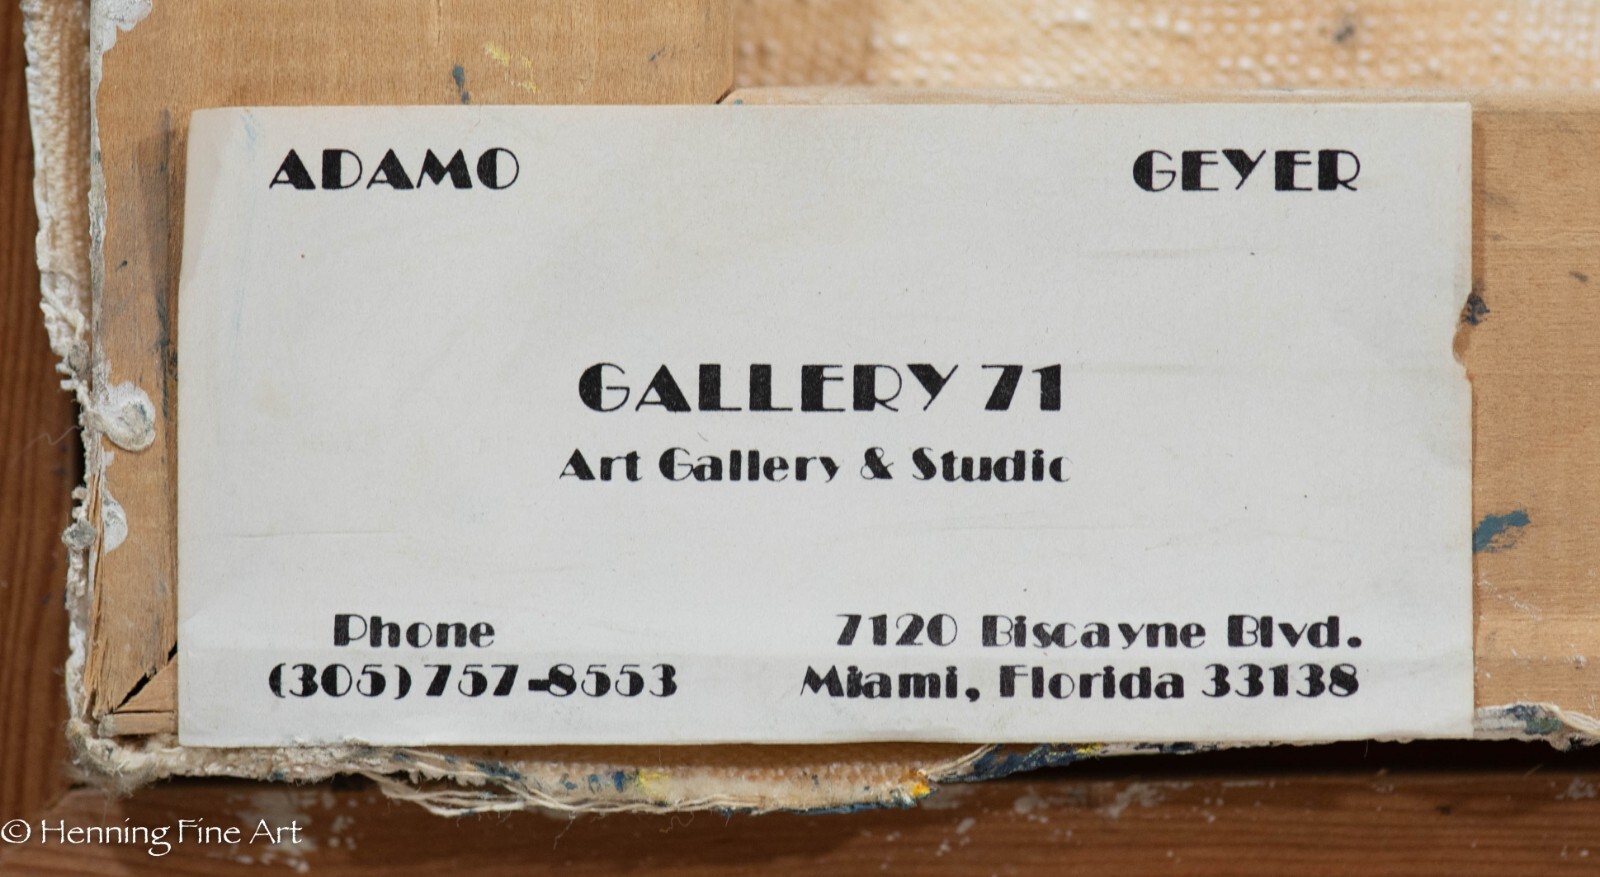 ADAMO GEYER
GALLERY 71
Art Gallery & Studio
Phone 7120 Biscayne Blvd.
(305)757-8553 Miami, Florida 33138
© Henning Fine Art